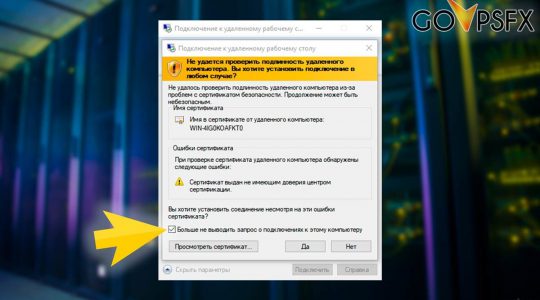 GOVPSFX
Подключение к удаленному рабочему с...
Подключение к удаленному рабочему столу
Не удается проверить подлинность удаленного
компьютера. Вы хотите установить подключение в
любом случае?
Не удалось проверить подлинность удаленного компьютера из-за
проблем с сертификатом безопасности. Продолжение может быть
небезопасным.
Имя сертификата
Имя в сертификате от удаленного компьютера:
WIN-4IG0KOAFKT0
Ошибки сертификата
При проверке сертификата удаленного компьютера обнаружены
следующие ошибки:
Сертификат выдан не имеющим доверия центром
сертификации.
Вы хотите установить соединение несмотря на эти ошибки
сертификата?
Больше не выводить запрос о подключениях к этому компьютеру
Просмотреть сертификат...
Да
Нет
Скрыть параметры
Подключить
Справка